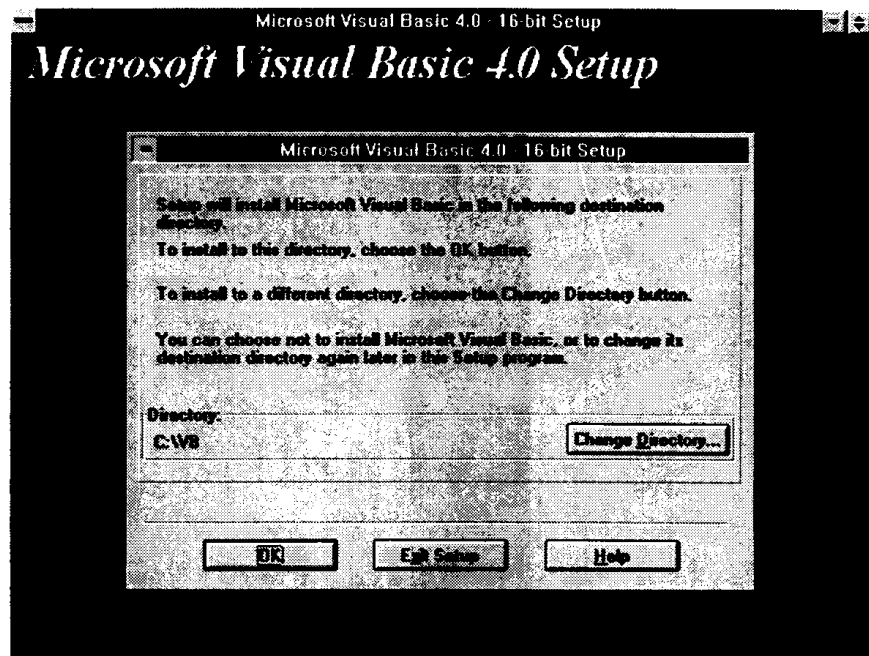 Microsoft Visual Basic 4.0 - 16-bit Setup
Microsoft Visual Basic 4.0 Setup
Microsoft Visual Basic 4.0 - 16-bit Setup
Setup will install Microsoft Visual Basic in the following destination
directory.
To install to this directory, choose the OK button.
To install to a different directory, choose the Change Directory button.
You can choose not to install Microsoft Visual Basic, or to change its
destination directory again later in this Setup program.
Directory:
C:\VB
Change Directory...
OK
Exit Setup
Help